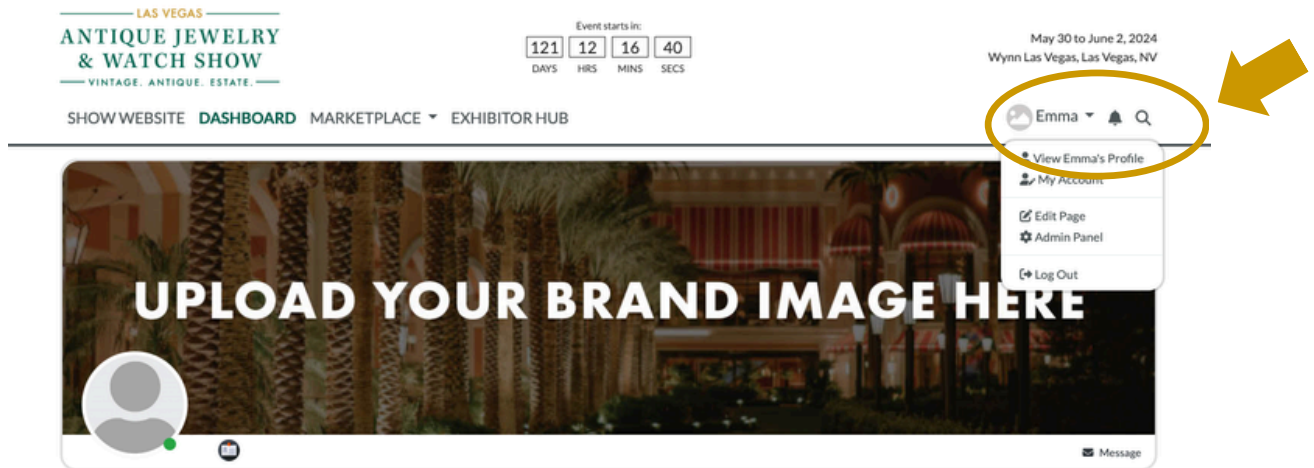 LAS VEGAS
ANTIQUE JEWELRY
& WATCH SHOW
VINTAGE. ANTIQUE. ESTATE.
Event starts in:
121 12 16 40
DAYS HRS MINS SECS
May 30 to June 2, 2024
Wynn Las Vegas, Las Vegas, NV
SHOW WEBSITE DASHBOARD MARKETPLACE EXHIBITOR HUB
Emma
View Emma's Profile
My Account
Edit Page
Admin Panel
Log Out
UPLOAD YOUR BRAND IMAGE HERE
Message